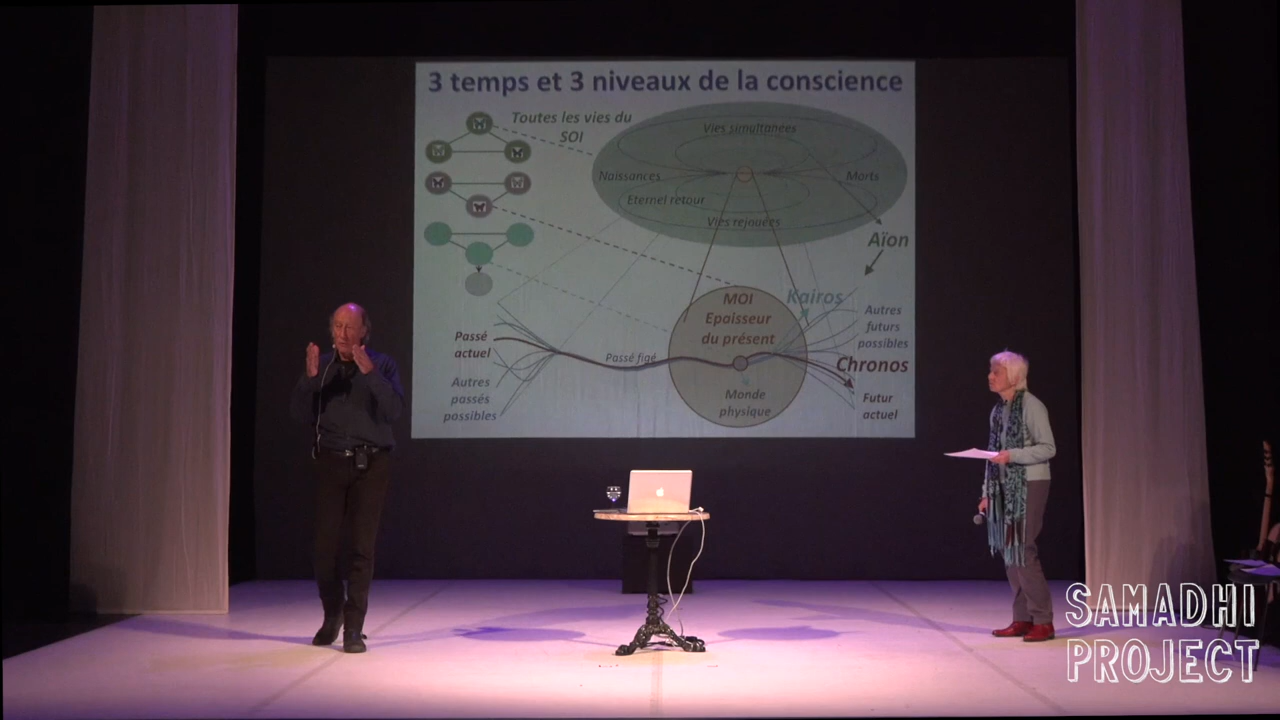 3 temps et 3 niveaux de la conscience
Toutes les vies du
SOI
Vies simultanées
Naissances
Morts
Eternel retour
Vies rejouées
Aïon
MOI
Epaisseur
du présent
Kairos
Autres
futurs
possibles
Passé
actuel
Passé figé
Chronos
Autres
passés
possibles
Monde
physique
Futur
actuel
SAMADHI
PROJECT